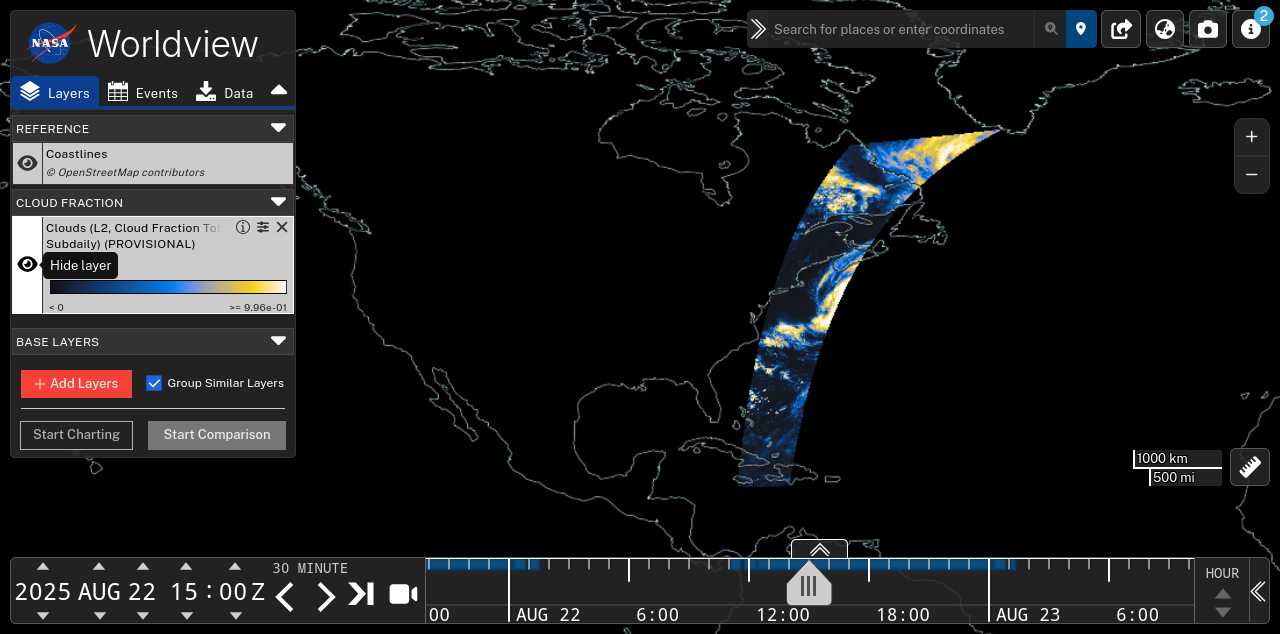 NASA
Worldview
Search for places or enter coordinates
2
Layers
Events
Data
REFERENCE
Coastlines
© OpenStreetMap contributors
CLOUD FRACTION
Clouds (L2, Cloud Fraction Tot
Subdaily) (PROVISIONAL)
Hide layer
< 0
>= 9.96e-01
BASE LAYERS
+ Add Layers
Group Similar Layers
Start Charting
Start Comparison
+
−
1000 km
500 mi
2025 AUG 22 15 : 00 Z
30 MINUTE
00
AUG 22
6:00
12:00
18:00
AUG 23
6:00
HOUR